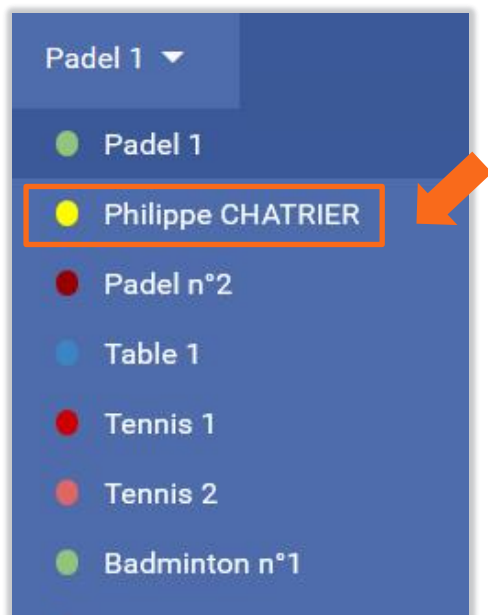 Padel 1
Padel 1
Philippe CHATRIER
Padel n°2
Table 1
Tennis 1
Tennis 2
Badminton n°1